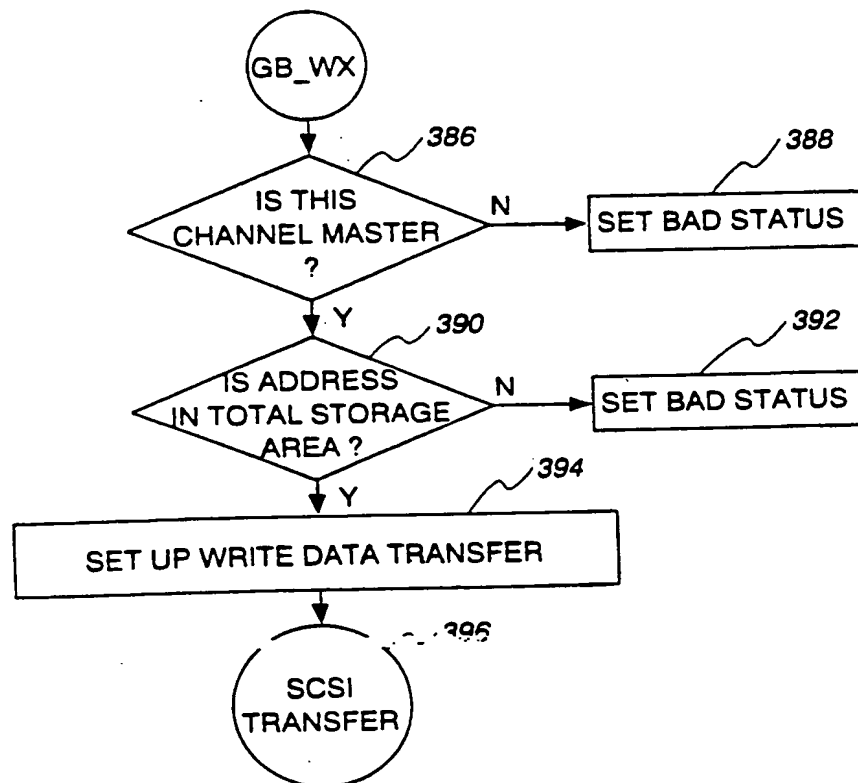 GB_WX
386
388
IS THIS
CHANNEL MASTER
?
N
SET BAD STATUS
Y
390
392
IS ADDRESS
IN TOTAL STORAGE
AREA ?
N
SET BAD STATUS
Y
394
SET UP WRITE DATA TRANSFER
396
SCSI
TRANSFER